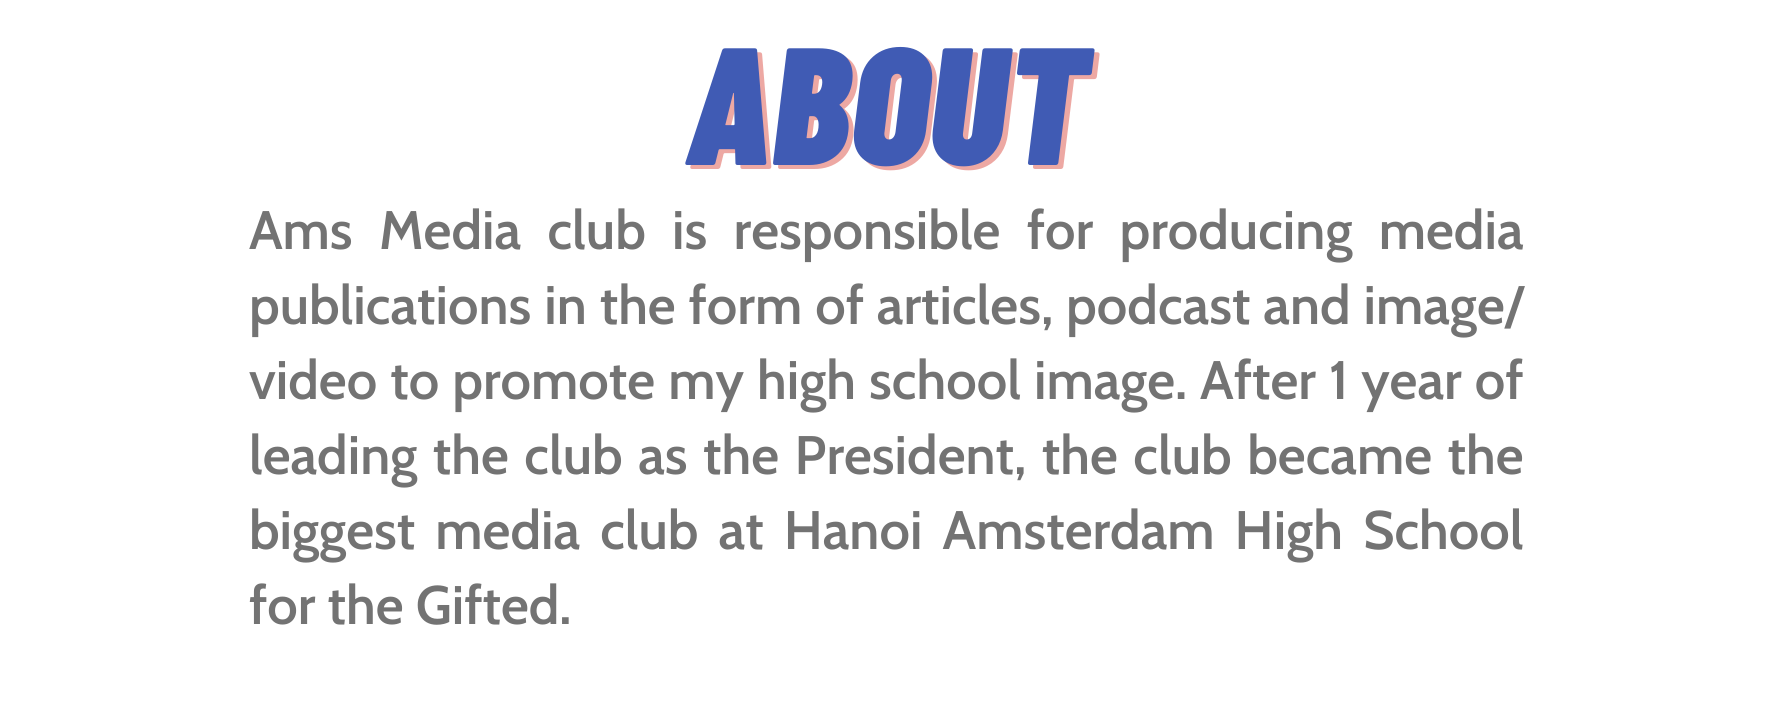 ABOUT
Ams Media club is responsible for producing media
publications in the form of articles, podcast and image/
video to promote my high school image. After 1 year of
leading the club as the President, the club became the
biggest media club at Hanoi Amsterdam High School
for the Gifted.